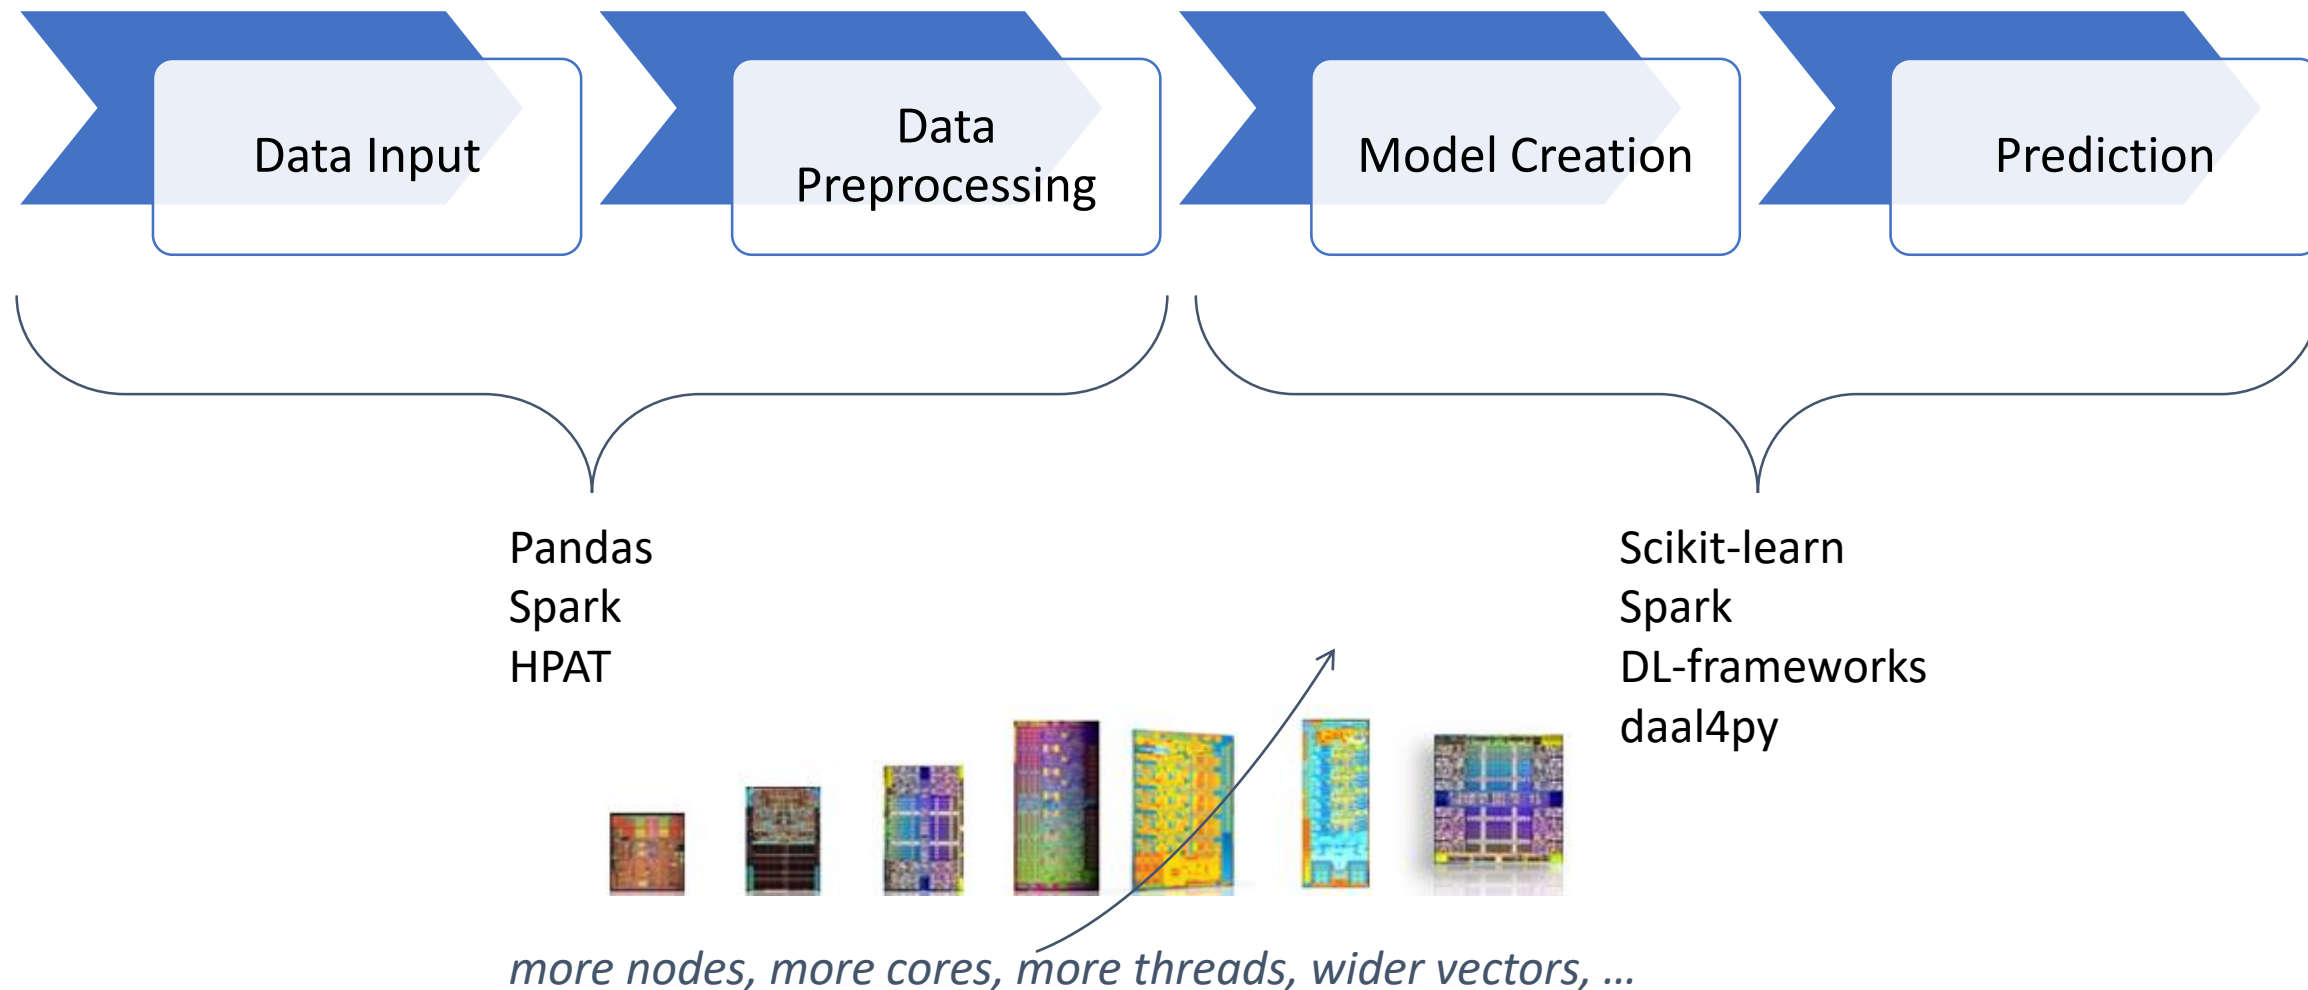 Data Input
Data
Preprocessing
Model Creation
Prediction
Pandas
Spark
HPAT
Scikit-learn
Spark
DL-frameworks
daal4py
more nodes, more cores, more threads, wider vectors, …